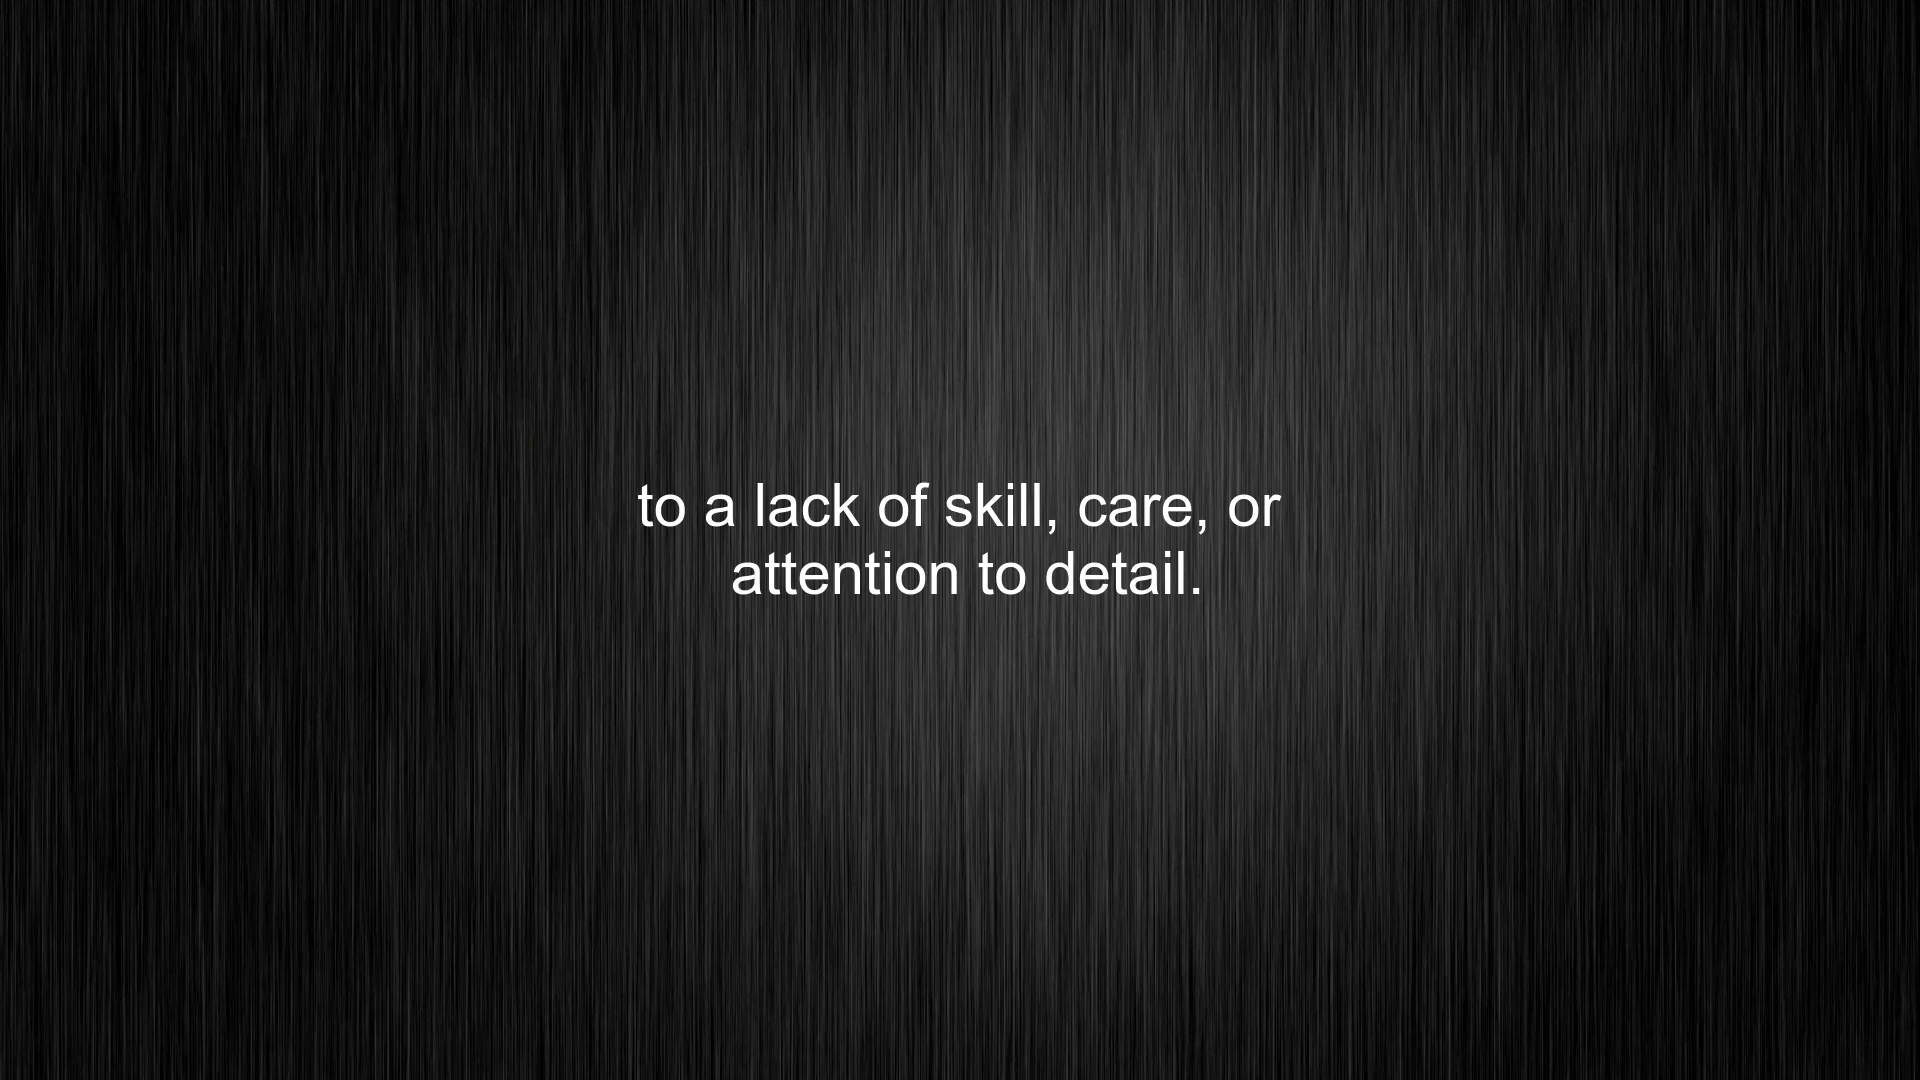 to a lack of skill, care, or
attention to detail.